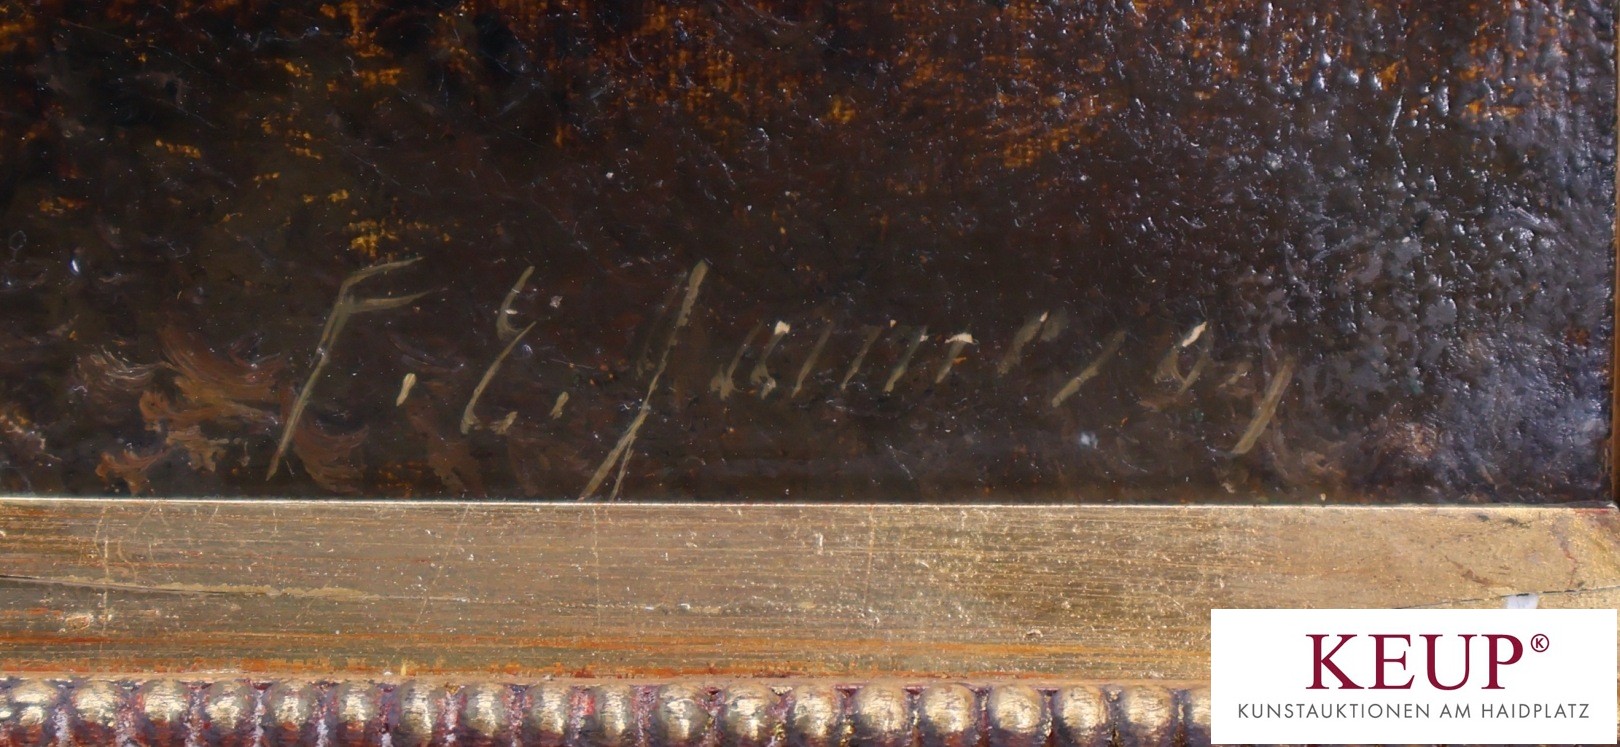 F. E.
KEUP®
KUNSTAUKTIONEN AM HAIDPLATZ